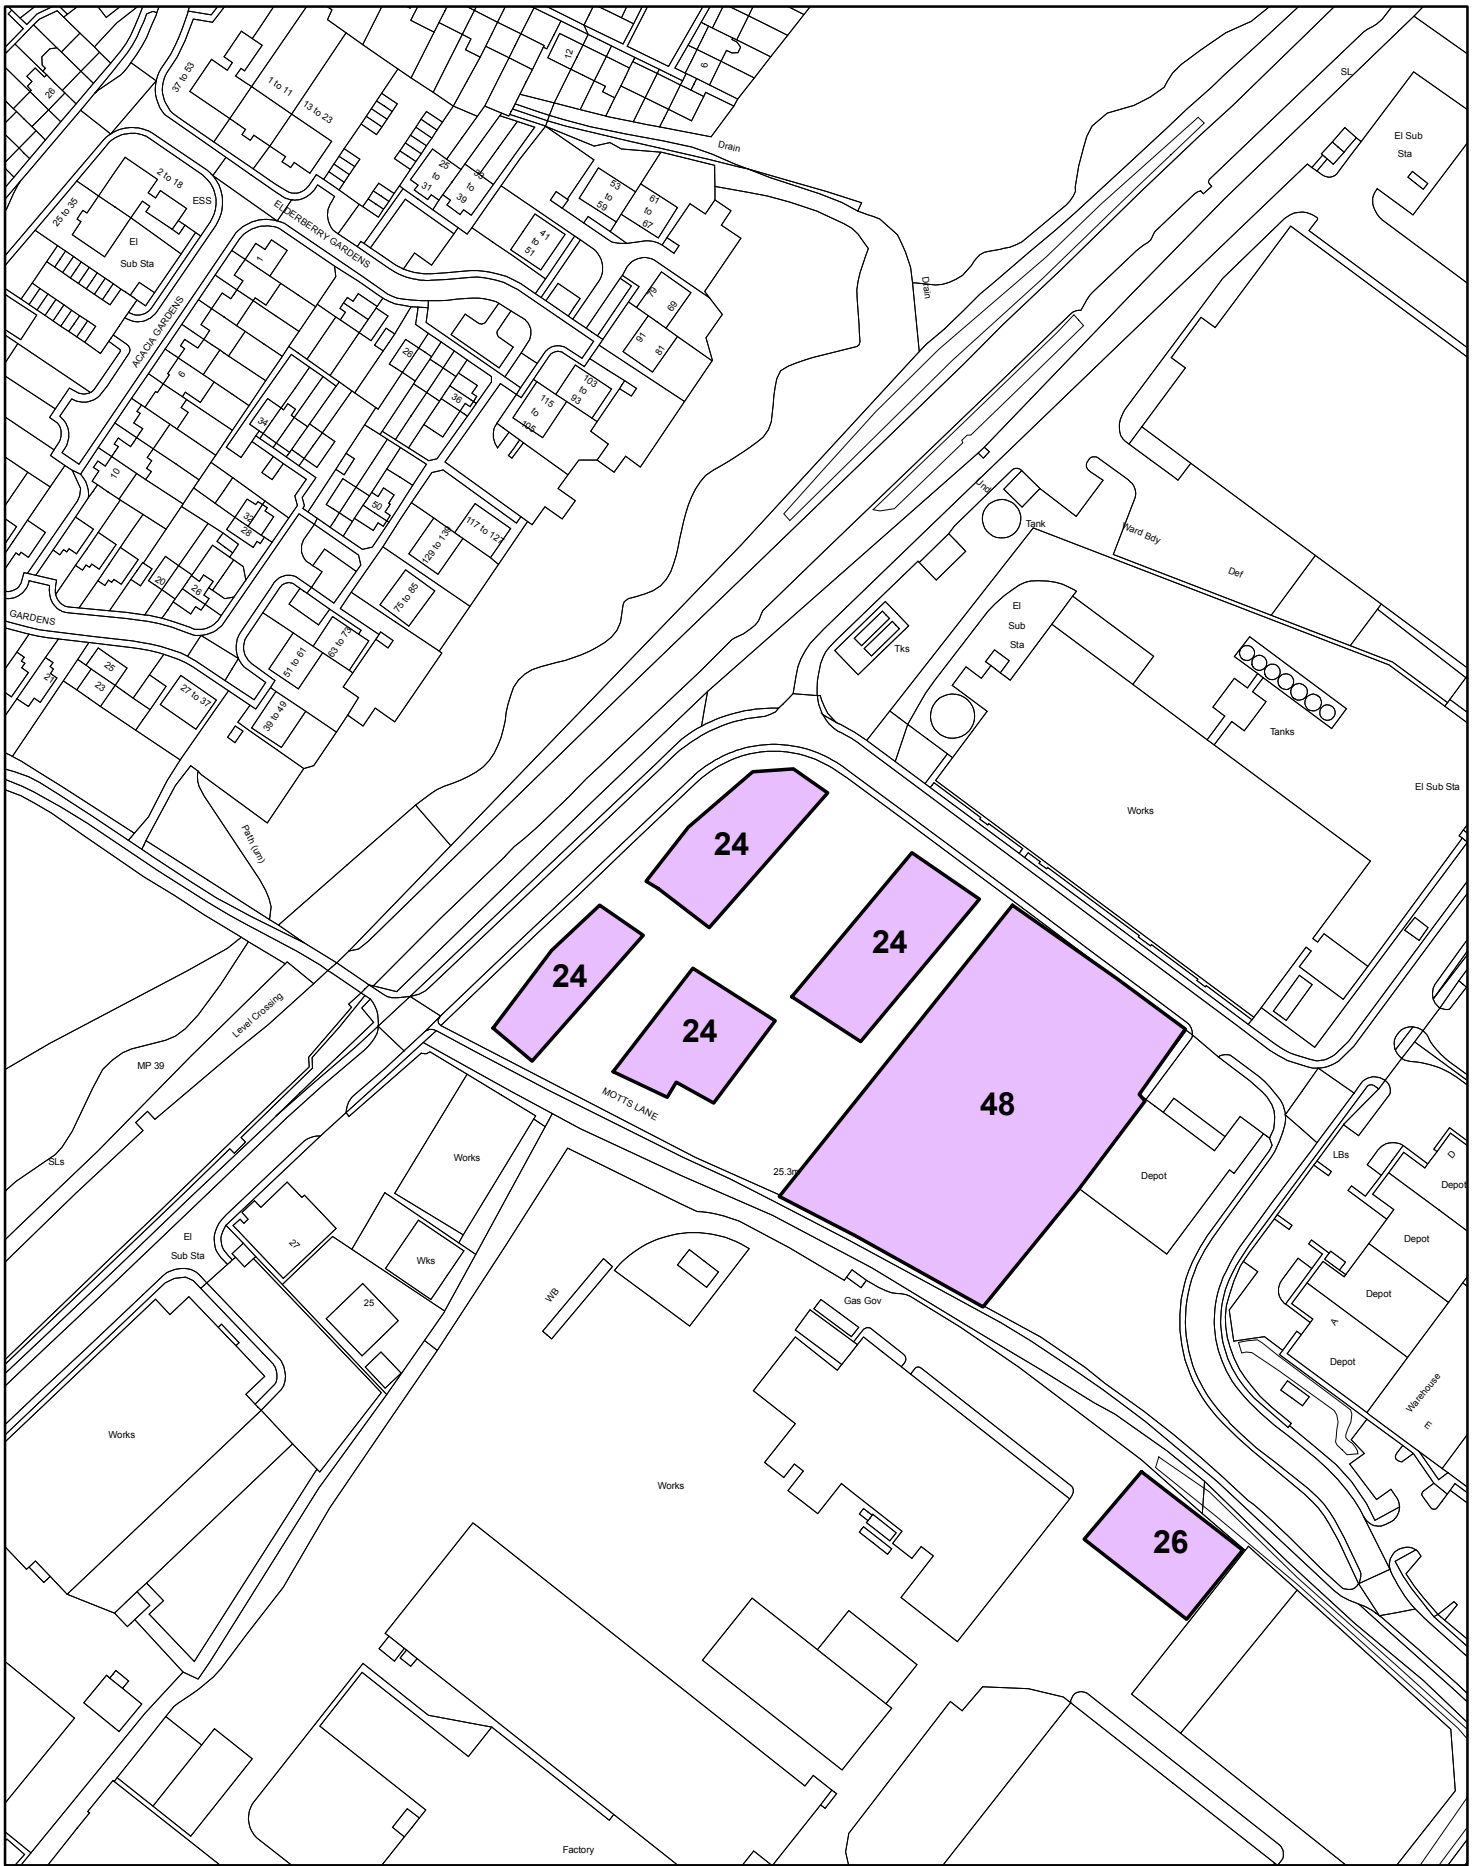 12
6
SL
37 to 53
1 to 11
13 to 23
26
El Sub
Sta
Drain
25
to
31
33
to
39
2 to 18
ESS
53
to
59
61
to
67
25 to 35
El
Sub Sta
ELDERBERRY GARDENS
41
to
51
1
Drain
79
69
ACACIA GARDENS
91
81
26
6
103
to
93
36
115
to
105
34
10
50
Und
Tank
Ward Bdy
32
28
117 to 127
Def
20
26
75 to 85
El
Sub
Sta
GARDENS
63 to 73
Tks
25
51 to 61
21
23
27 to 37
39 to 49
Tanks
El Sub Sta
Works
Path (um)
24
24
24
24
Level Crossing
48
MP 39
MOTTS LANE
SLs
Works
25.3m
Depot
LBs
D
Depot
27
El
Sub Sta
Wks
Depot
WB
25
Gas Gov
Depot
A
Depot
Warehouse
E
Works
Works
26
Factory